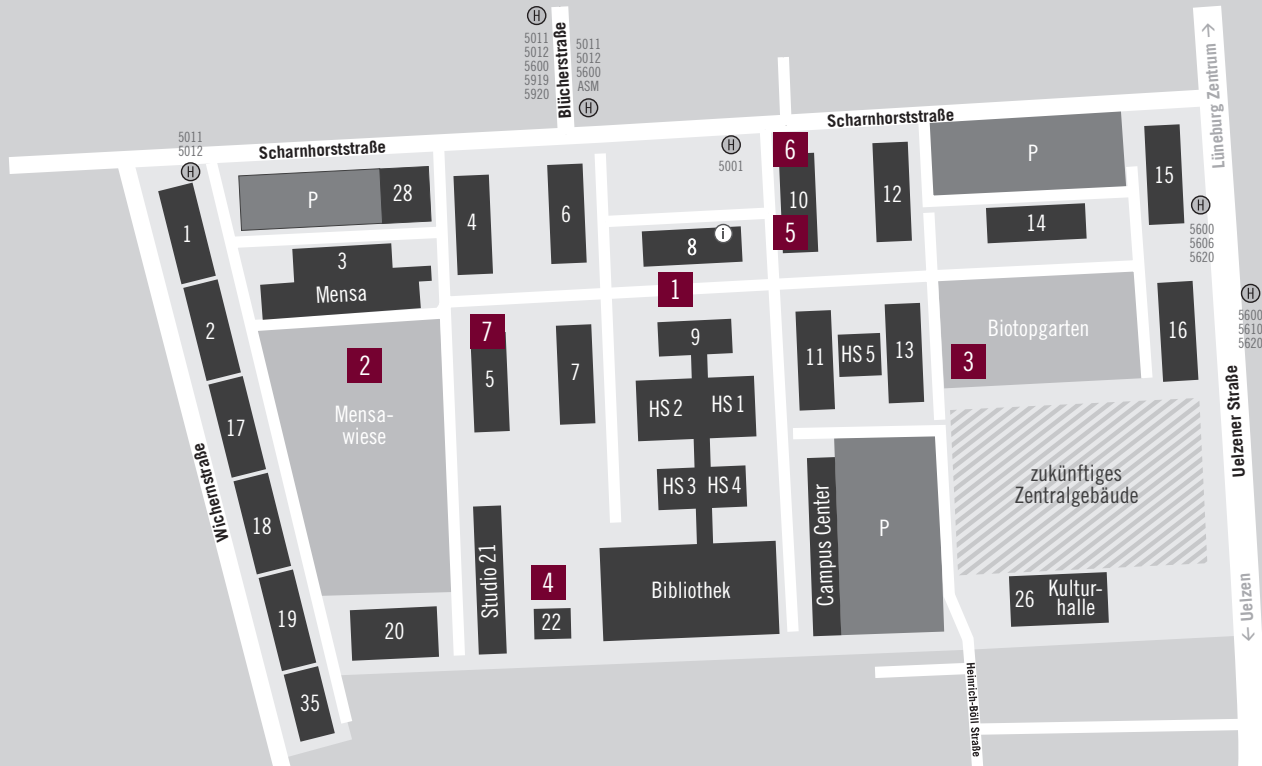 H
5011
5012
5600
5919
5920
Blücherstraße
5011
5012
5600
ASM
H
Lüneburg Zentrum →
Scharnhorststraße
Scharnhorststraße
5011
5012
H
H
5001
6
P
15
P
28
4
6
10
12
1
3
Mensa
8
i
5
14
H
5600
5606
5620
2
1
H
5600
5610
5620
7
9
11
HS 5
13
Biotopgarten
3
16
2
5
7
Mensa-
wiese
HS 2
HS 1
17
Uelzener Straße
Wichernstraße
HS 3
HS 4
zukünftiges
Zentralgebäude
18
Studio 21
4
22
Bibliothek
Campus Center
P
26
Kultur-
halle
← Uelzen
19
20
35
Heinrich-Böll Straße